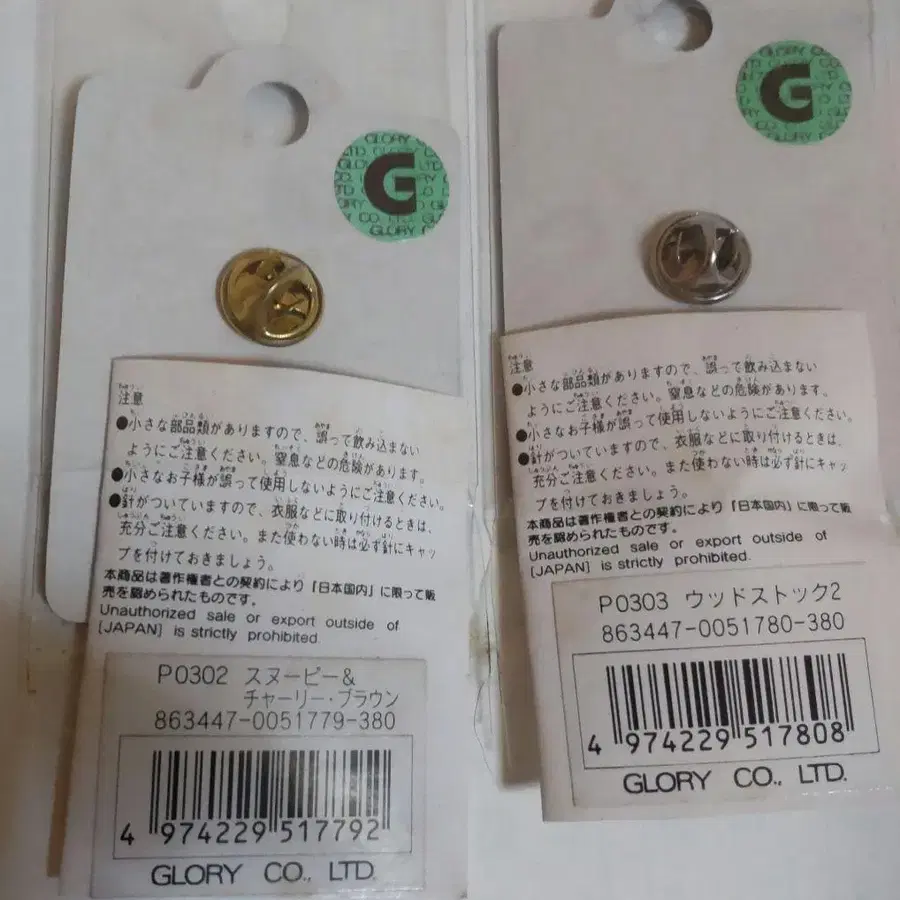 G
GLORY
注意
●小さな部品類がありますので、誤って飲み込まない
ようにご注意ください。窒息などの危険があります。
●小さなお子様が誤って使用しないようにご注意ください。
●針がついていますので、衣服などに取り付けるときは、
充分ご注意ください。また使わない時は必ず針にキャッ
プを付けておきましょう。
本商品は著作権者との契約により「日本国内」に限って販
売を認められたものです。
Unauthorized sale or export outside of
[JAPAN] is strictly prohibited.
P0302 スヌーピー&
チャーリー・ブラウン
863447-0051779-380
4 974229 517792
GLORY CO., LTD.
GLORY
G
GLORY
注意
●小さな部品類がありますので、誤って飲み込まない
ようにご注意ください。窒息などの危険があります。
●小さなお子様が誤って使用しないようにご注意ください。
●針がついていますので、衣服などに取り付けるときは、
充分ご注意ください。また使わない時は必ず針にキャッ
プを付けておきましょう。
本商品は著作権者との契約により「日本国内」に限って販
売を認められたものです。
Unauthorized sale or export outside of
[JAPAN] is strictly prohibited.
P0303 ウッドストック2
863447-0051780-380
4 974229 517808
GLORY CO., LTD.